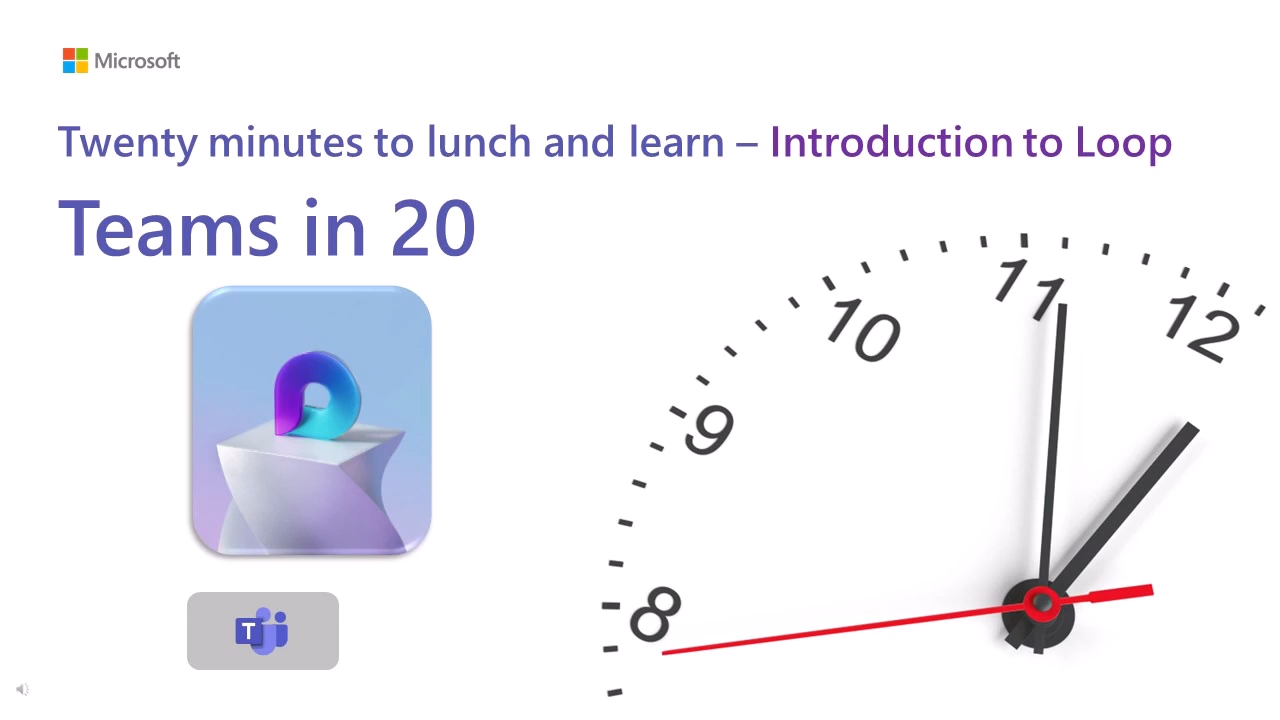 Microsoft
Twenty minutes to lunch and learn – Introduction to Loop
Teams in 20
11
12
10
9
8
T